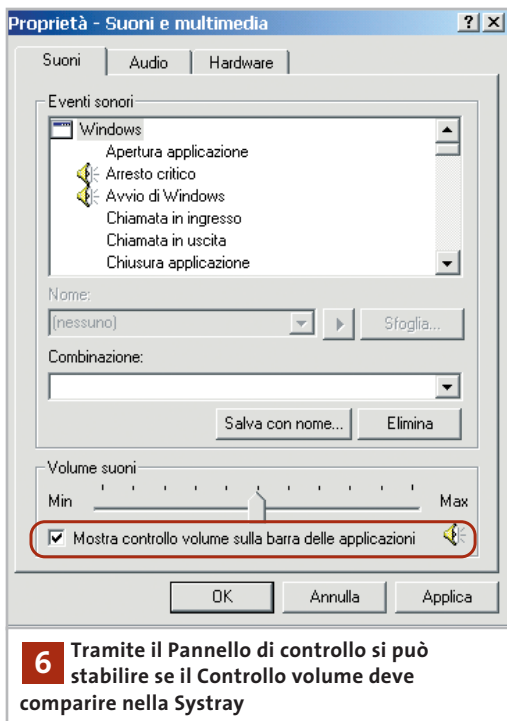 Proprietà - Suoni e multimedia
Suoni
Audio
Hardware
Eventi sonori
Windows
Apertura applicazione
Arresto critico
Avvio di Windows
Chiamata in ingresso
Chiamata in uscita
Chiusura applicazione
Nome:
(nessuno)
Sfoglia...
Combinazione:
Salva con nome...
Elimina
Volume suoni
Min
Max
Mostra controllo volume sulla barra delle applicazioni
OK
Annulla
Applica
6 Tramite il Pannello di controllo si può
stabilire se il Controllo volume deve
comparire nella Systray